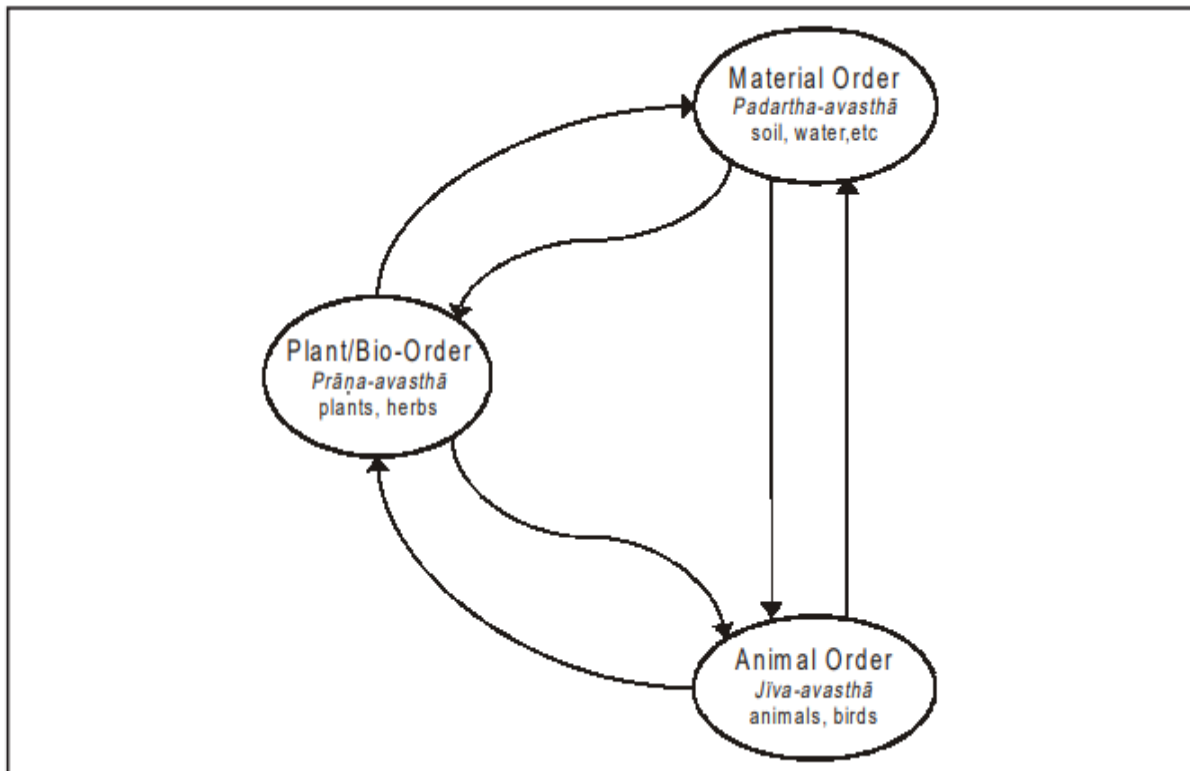 Material Order
Padartha-avasthā
soil, water,etc
Plant/Bio-Order
Prāṇa-avasthā
plants, herbs
Animal Order
Jīva-avasthā
animals, birds